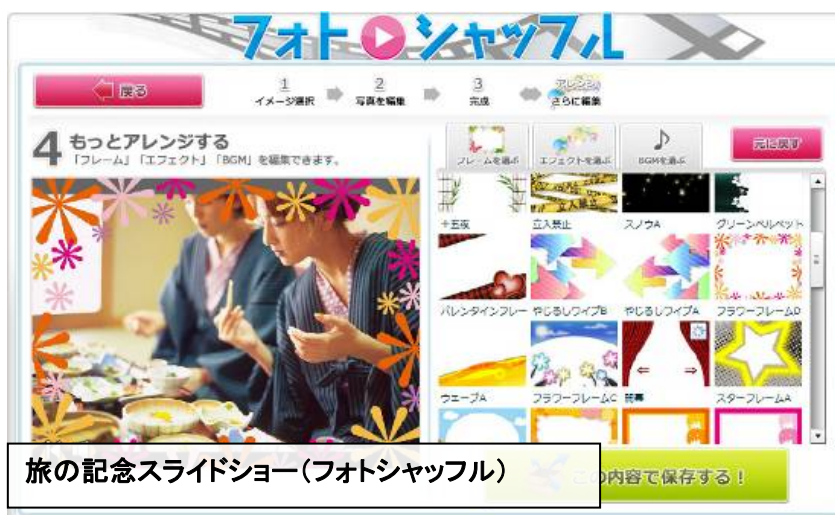 フォトシャッフル
戻る
1
イメージ選択
2
写真を編集
3
完成
アレンジ
さらに編集
4 もっとアレンジする
「フレーム」「エフェクト」「BGM」を編集できます。
フレームを選ぶ
エフェクトを選ぶ
BGMを選ぶ
元に戻す
十五夜
立入禁止
スノウA
グリーンベルベット
バレンタインフレー
やじるしワイプB
やじるしワイプA
フラワーフレームD
ウエーブA
フラワーフレームC
開幕
スターフレームA
旅の記念スライドショー(フォトシャッフル)
の内容で保存する!